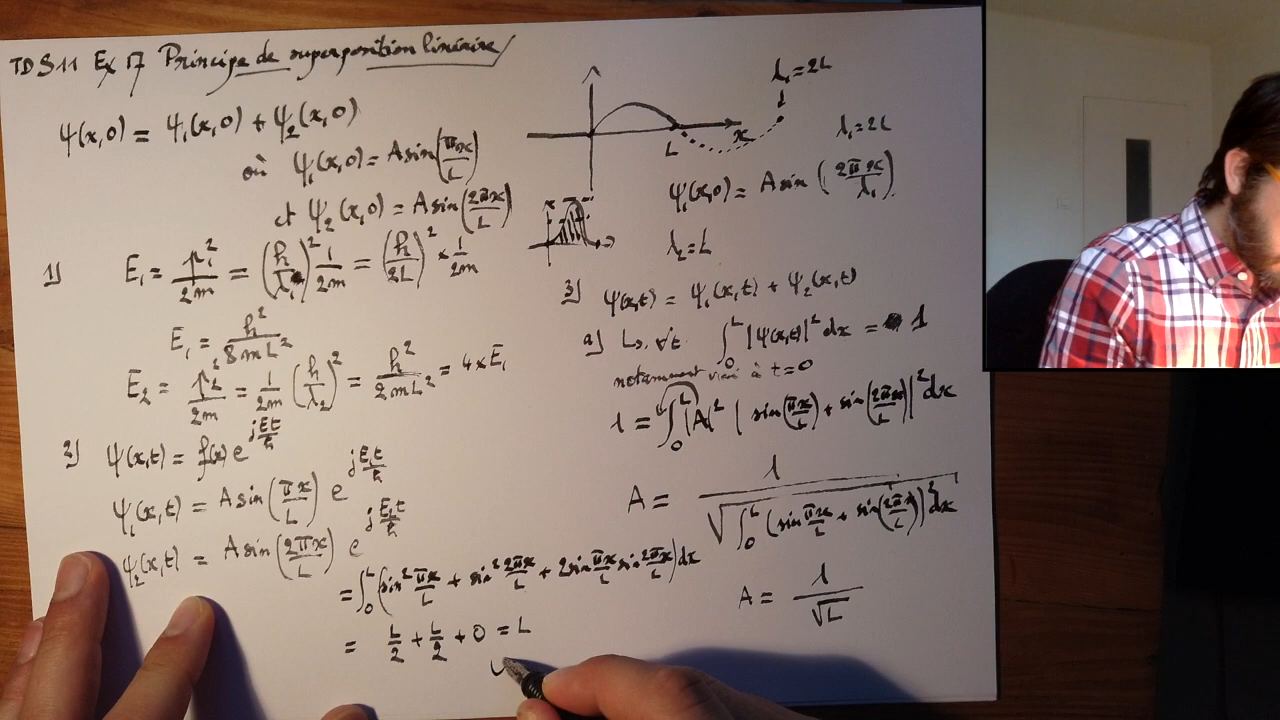 TD S11 Ex 17 Principe de superposition linéaire
ψ(x,0) = ψ₁(x,0) + ψ₂(x,0)
où ψ₁(x,0) = A sin(πx/L)
et ψ₂(x,0) = A sin(2πx/L)
1) E₁ = p₁²/2m = (h/λ₁)² 1/2m = (h/2L)² × 1/2m
E₁ = h²/8mL²
E₂ = p₂²/2m = 1/2m (h/λ₂)² = h²/2mL² = 4×E₁
2) ψ(x,t) = f(x) e^(jEt/ħ)
ψ₁(x,t) = A sin(πx/L) e^(jE₁t/ħ)
ψ₂(x,t) = A sin(2πx/L) e^(jE₂t/ħ)
= ∫₀ᴸ (sin² πx/L + sin² 2πx/L + 2 sin πx/L sin 2πx/L) dx
= L/2 + L/2 + 0 = L
λ₁ = 2L
L
x
λ₁ = 2L
ψ₁(x,0) = A sin(2πx/λ₁)
λ₂ = L
3) ψ(x,t) = ψ₁(x,t) + ψ₂(x,t)
a) L> ∀t ∫₀ᴸ |ψ(x,t)|² dx = 1
notamment vrai à t=0
1 = ∫₀ᴸ |A|² | sin(πx/L) + sin(2πx/L)|² dx
A = 1/√(∫₀ᴸ (sin πx/L + sin(2πx/L))² dx)
A = 1/√L